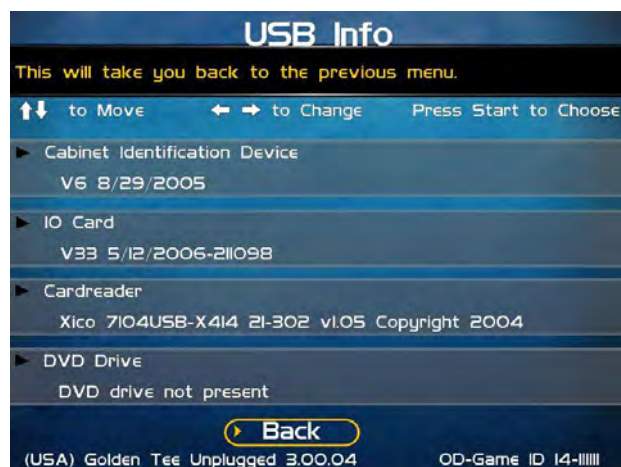 USB Info
This will take you back to the previous menu.
↑↓ to Move ← → to Change Press Start to Choose
Cabinet Identification Device
V6 8/29/2005
IO Card
V33 5/12/2006-211098
Cardreader
Xico 7104USB-X414 21-302 v1.05 Copyright 2004
DVD Drive
DVD drive not present
Back
(USA) Golden Tee Unplugged 3.00.04 OD-Game ID 14-111111